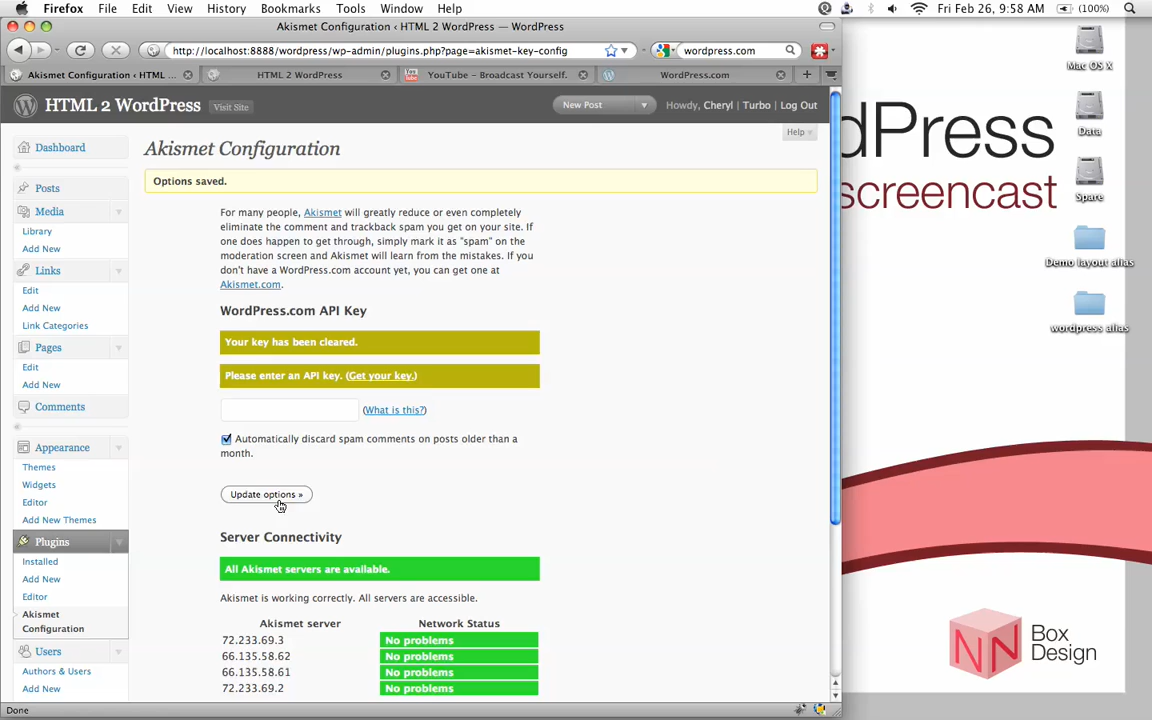 Firefox File Edit View History Bookmarks Tools Window Help Fri Feb 26, 9:58 AM (100%)
Akismet Configuration ‹ HTML 2 WordPress — WordPress
http://localhost:8888/wordpress/wp-admin/plugins.php?page=akismet-key-config
wordpress.com
Akismet Configuration ‹ HTML ...
HTML 2 WordPress
YouTube – Broadcast Yourself.
WordPress.com
HTML 2 WordPress
Visit Site
New Post
Howdy, Cheryl | Turbo | Log Out
Help
Dashboard
Posts
Media
Library
Add New
Links
Edit
Add New
Link Categories
Pages
Edit
Add New
Comments
Appearance
Themes
Widgets
Editor
Add New Themes
Plugins
Installed
Add New
Editor
Akismet
Configuration
Users
Authors & Users
Add New
Akismet Configuration
Options saved.
For many people, Akismet will greatly reduce or even completely
eliminate the comment and trackback spam you get on your site. If
one does happen to get through, simply mark it as "spam" on the
moderation screen and Akismet will learn from the mistakes. If you
don't have a WordPress.com account yet, you can get one at
Akismet.com.
WordPress.com API Key
Your key has been cleared.
Please enter an API key. (Get your key.)
(What is this?)
Automatically discard spam comments on posts older than a
month.
Update options »
Server Connectivity
All Akismet servers are available.
Akismet is working correctly. All servers are accessible.
Akismet server Network Status
72.233.69.3 No problems
66.135.58.62 No problems
66.135.58.61 No problems
72.233.69.2 No problems
Done
dPress
screencast
Mac OS X
Data
Spare
Demo layout alias
wordpress alias
NN
Box
Design